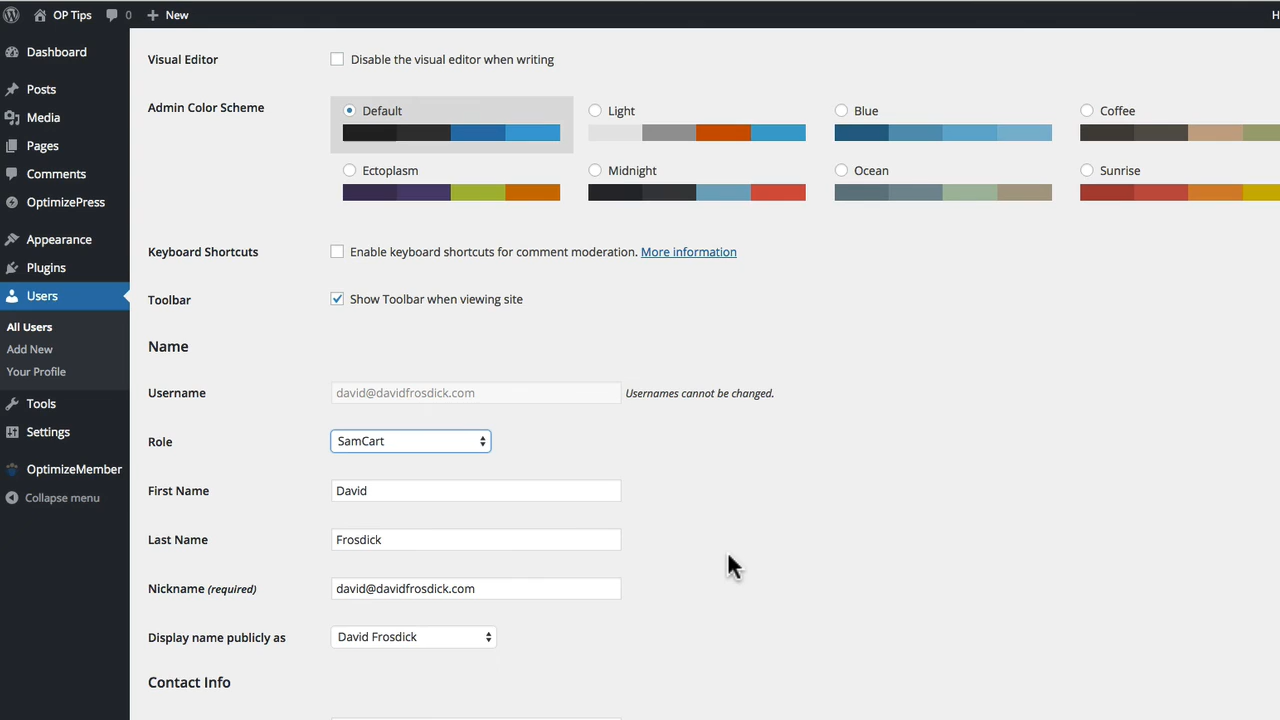 OP Tips 0 New H
Dashboard
Posts
Media
Pages
Comments
OptimizePress
Appearance
Plugins
Users
All Users
Add New
Your Profile
Tools
Settings
OptimizeMember
Collapse menu
Visual Editor Disable the visual editor when writing
Admin Color Scheme
Default Light Blue Coffee
Ectoplasm Midnight Ocean Sunrise
Keyboard Shortcuts Enable keyboard shortcuts for comment moderation. More information
Toolbar Show Toolbar when viewing site
Name
Username david@davidfrosdick.com Usernames cannot be changed.
Role SamCart
First Name David
Last Name Frosdick
Nickname (required) david@davidfrosdick.com
Display name publicly as David Frosdick
Contact Info